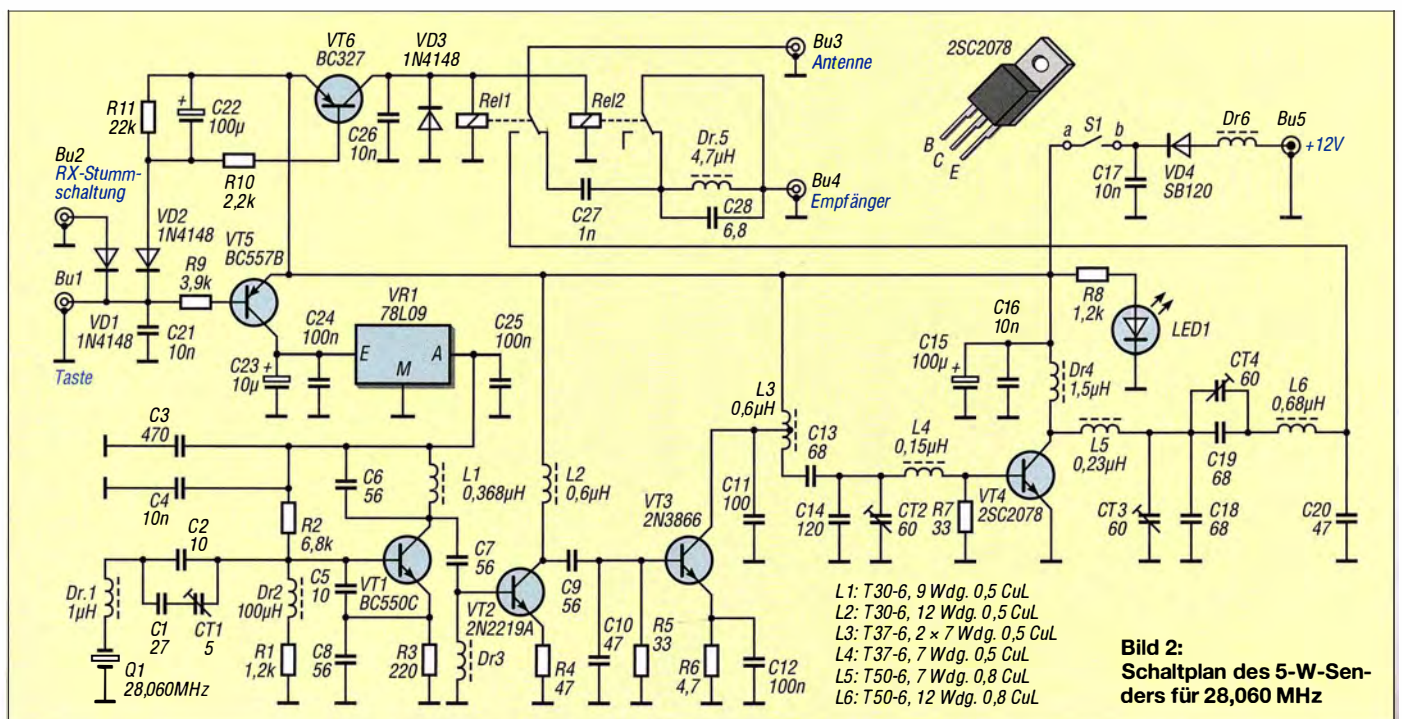 VT6
BC327
VD3
1N4148
Bu3
Antenne
2SC2078
B
C
E
R11
22k
+
C22
100µ
C26
10n
Rel1
Rel2
Dr.5
4,7µH
a
S1
b
Dr6
Bu5
+12V
C17
10n
VD4
SB120
Bu2
RX-Stumm-
schaltung
R10
2,2k
C27
1n
C28
6,8
Bu4
Empfänger
VD2
1N4148
VT5
BC557B
R9
3,9k
Bu1
VD1
1N4148
C21
10n
Taste
VR1
78L09
E
A
M
C24
100n
C25
100n
C23
10µ
+
R8
1,2k
LED1
C16
10n
C15
100µ
+
Dr4
1,5µH
CT4
60
L6
0,68µH
C3
470
C4
10n
C2
10
C6
56
L1
0,368µH
L2
0,6µH
L3
0,6µH
C13
68
L4
0,15µH
L5
0,23µH
C19
68
VT3
2N3866
C11
100
C14
120
CT2
60
R7
33
VT4
2SC2078
CT3
60
C18
68
C20
47
R2
6,8k
Dr.1
1µH
C1
27
CT1
5
Dr2
100µH
C5
10
VT1
BC550C
C7
56
VT2
2N2219A
C9
56
Q1
28,060MHz
R1
1,2k
C8
56
R3
220
Dr3
R4
47
C10
47
R5
33
R6
4,7
C12
100n
L1: T30-6, 9 Wdg. 0,5 CuL
L2: T30-6, 12 Wdg. 0,5 CuL
L3: T37-6, 2 × 7 Wdg. 0,5 CuL
L4: T37-6, 7 Wdg. 0,5 CuL
L5: T50-6, 7 Wdg. 0,8 CuL
L6: T50-6, 12 Wdg. 0,8 CuL
Bild 2:
Schaltplan des 5-W-Sen-
ders für 28,060 MHz